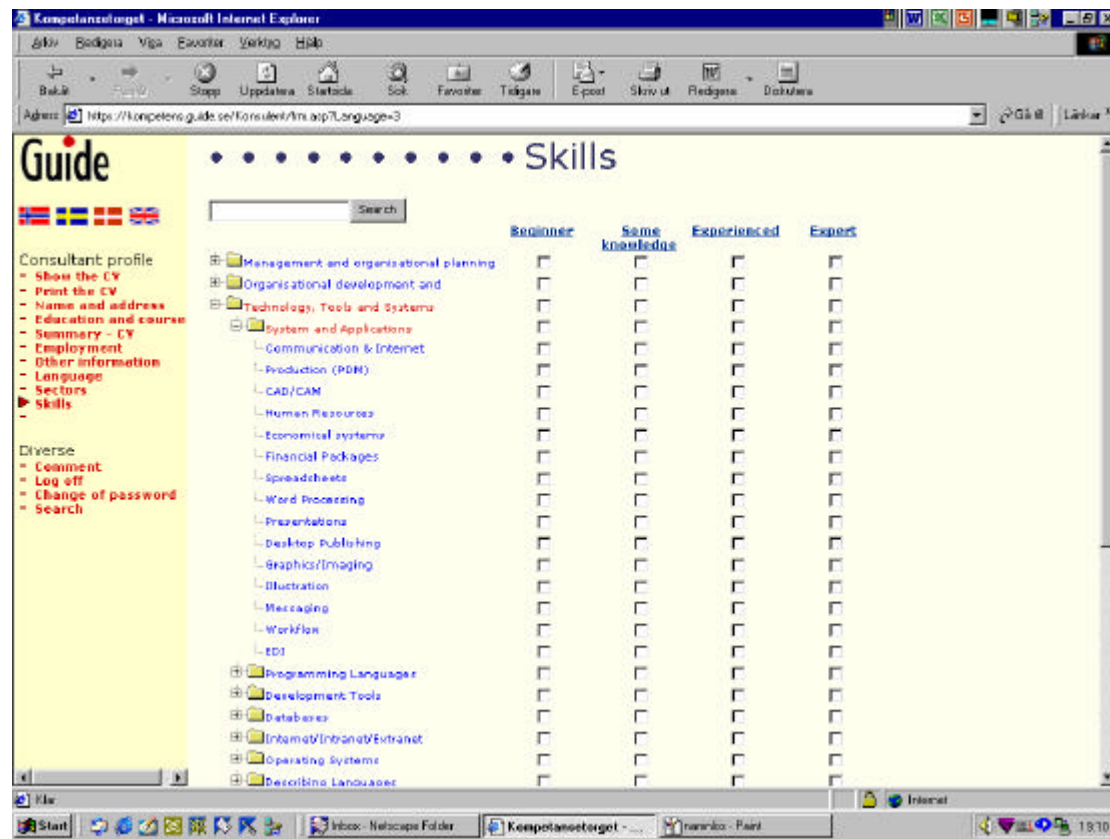 Kompetansetorget - Microsoft Internet Explorer
Arkiv Redigera Visa Favoriter Verktyg Hjälp
Bakåt Stopp Uppdatera Startsida Sök Favoriter Tidigare E-post Skriv ut Redigera Diskutera
Adress https://kompetens.guide.se/Konsulent/frm.asp?Language=3 Gå till Länkar
Guide
Skills
Search
Beginner Some knowledge Experienced Expert
Consultant profile
- Show the CV
- Print the CV
- Name and address
- Education and course
- Summary - CV
- Employment
- Other information
- Language
- Sectors
Skills
-
Diverse
- Comment
- Log off
- Change of password
- Search
Management and organisational planning
Organisational development and
Technology, Tools and Systems
System and Applications
Communication & Internet
Production (PDM)
CAD/CAM
Human Resources
Economical systems
Financial Packages
Spreadsheets
Word Processing
Presentations
Desktop Publishing
Graphics/Imaging
Illustration
Messaging
Workflow
EDI
Programming Languages
Development Tools
Databases
Internet/Intranet/Extranet
Operating Systems
Describing Languages
Klar Internet
Start Inbox - Netscape Folder Kompetansetorget - ... - Paint 19:10